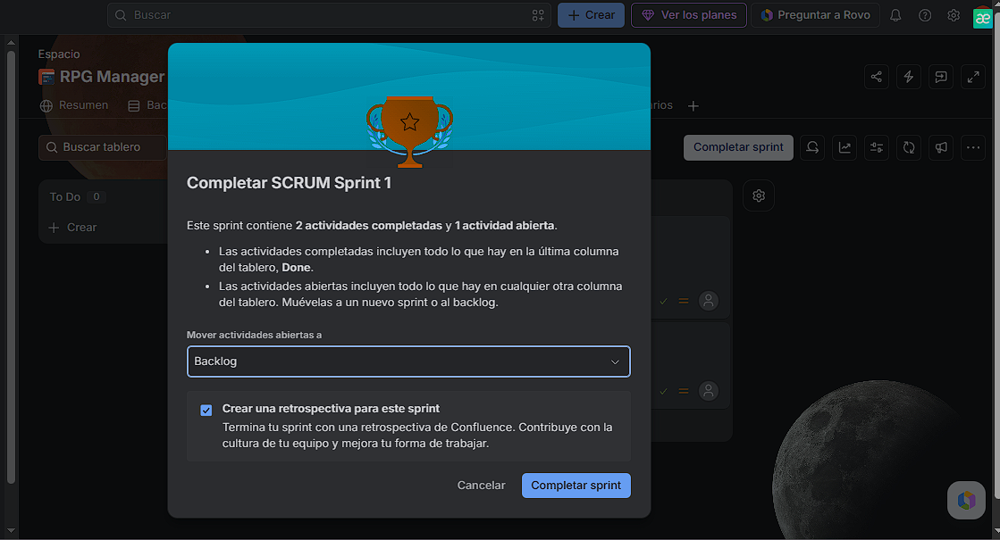 Buscar
Crear
Ver los planes
Preguntar a Rovo
æ
Espacio
RPG Manager
Resumen
Bac
rios
Buscar tablero
Completar sprint
To Do 0
Crear
Completar SCRUM Sprint 1
Este sprint contiene 2 actividades completadas y 1 actividad abierta.
• Las actividades completadas incluyen todo lo que hay en la última columna
del tablero, Done.
• Las actividades abiertas incluyen todo lo que hay en cualquier otra columna
del tablero. Muévelas a un nuevo sprint o al backlog.
Mover actividades abiertas a
Backlog
Crear una retrospectiva para este sprint
Termina tu sprint con una retrospectiva de Confluence. Contribuye con la
cultura de tu equipo y mejora tu forma de trabajar.
Cancelar
Completar sprint